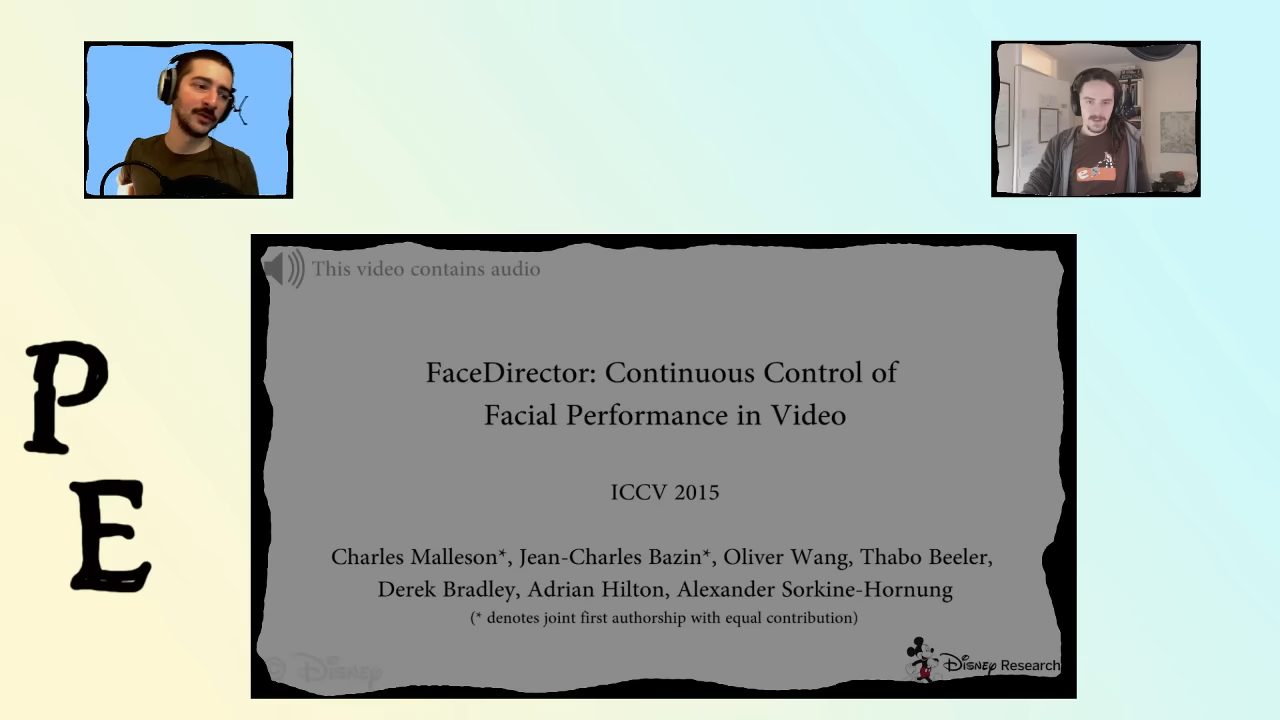 This video contains audio
FaceDirector: Continuous Control of
Facial Performance in Video
ICCV 2015
Charles Malleson*, Jean-Charles Bazin*, Oliver Wang, Thabo Beeler,
Derek Bradley, Adrian Hilton, Alexander Sorkine-Hornung
(* denotes joint first authorship with equal contribution)
© Disney
Disney Research
P
E